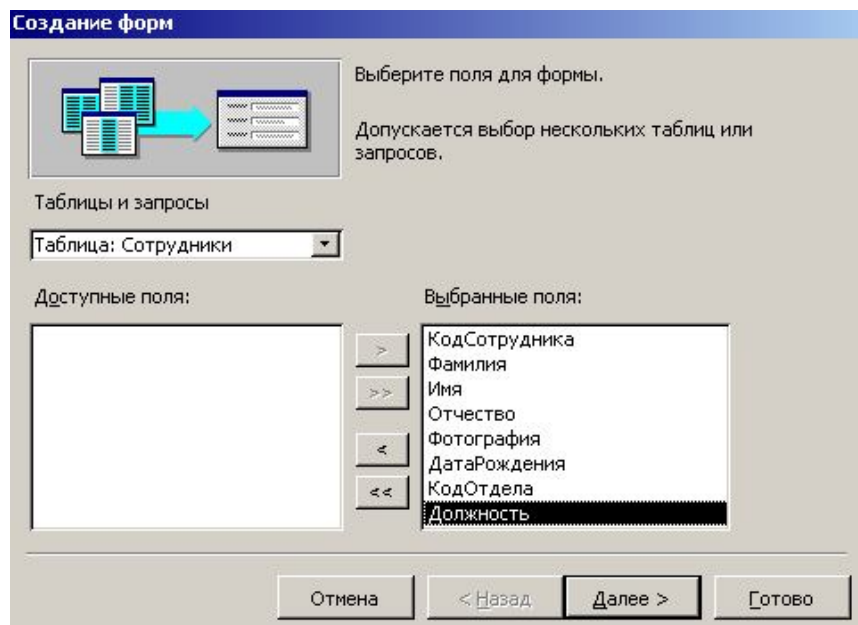 Создание форм
Выберите поля для формы.
Допускается выбор нескольких таблиц или
запросов.
Таблицы и запросы
Таблица: Сотрудники
Доступные поля:
Выбранные поля:
>
>>
<
<<
КодСотрудника
Фамилия
Имя
Отчество
Фотография
ДатаРождения
КодОтдела
Должность
Отмена
< Назад
Далее >
Готово